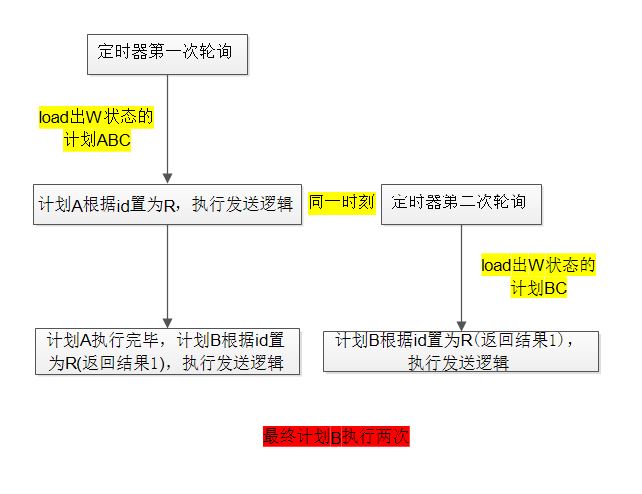 定时器第一次轮询
load出W状态的
计划ABC
计划A根据id置为R，执行发送逻辑
同一时刻
定时器第二次轮询
load出W状态的
计划BC
计划A执行完毕，计划B根据id置
为R(返回结果1)，执行发送逻辑
计划B根据id置为R(返回结果1)，
执行发送逻辑
最终计划B执行两次